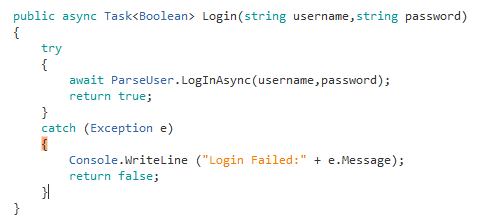 public async Task<Boolean> Login(string username,string password)
{
    try
    {
        await ParseUser.LogInAsync(username,password);
        return true;
    }
    catch (Exception e)
    {
        Console.WriteLine ("Login Failed:" + e.Message);
        return false;
    }
}